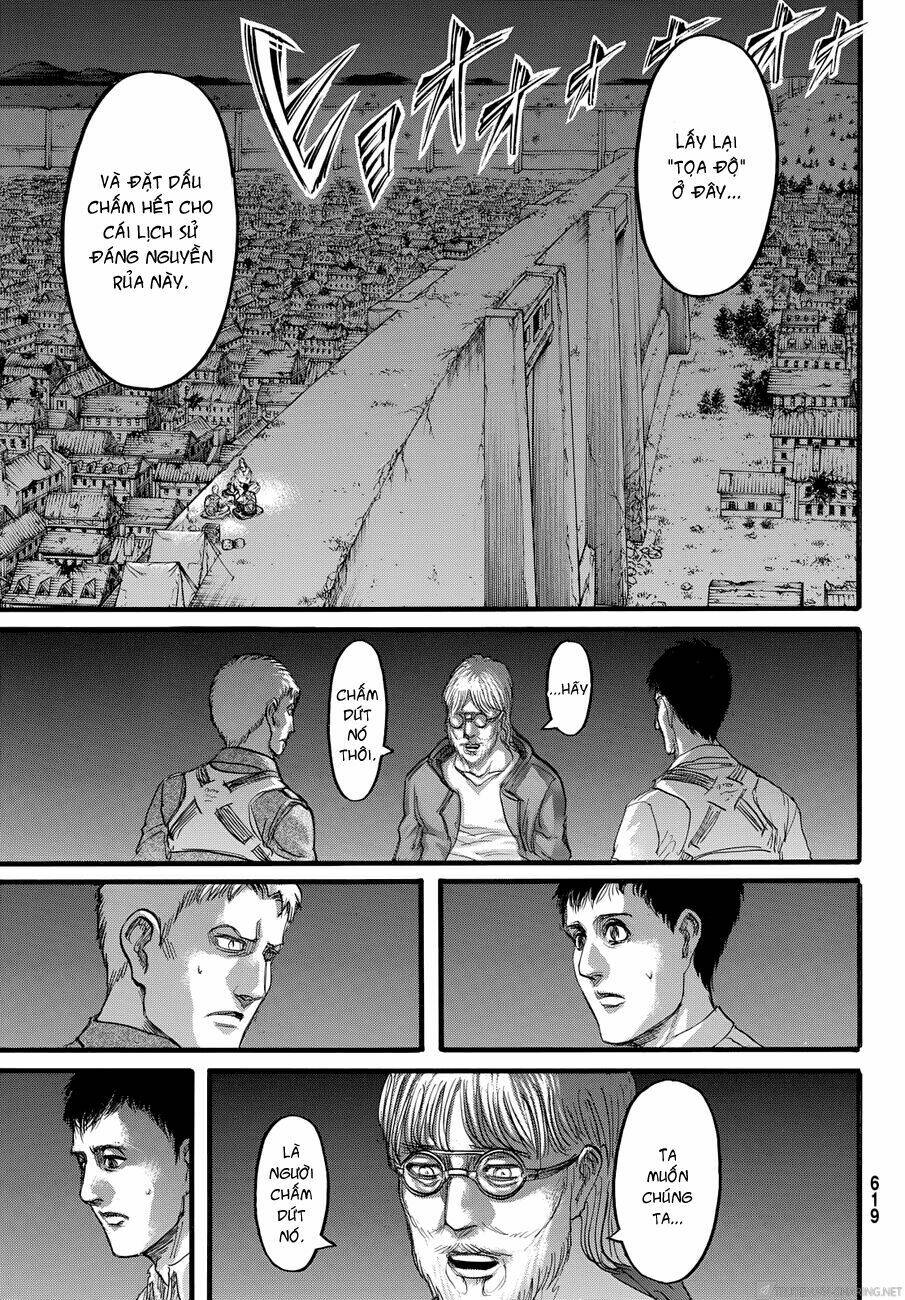 ビュオオオオオオ
LẤY LẠI
"TỌA ĐỘ"
Ở ĐÂY...
VÀ ĐẶT DẤU
CHẤM HẾT CHO
CÁI LỊCH SỬ
ĐÁNG NGUYỀN
RỦA NÀY.
...HÃY
CHẤM
DỨT
NÓ
THÔI.
TA
MUỐN
CHÚNG
TA...
LÀ
NGƯỜI
CHẤM
DỨT
NÓ.
619